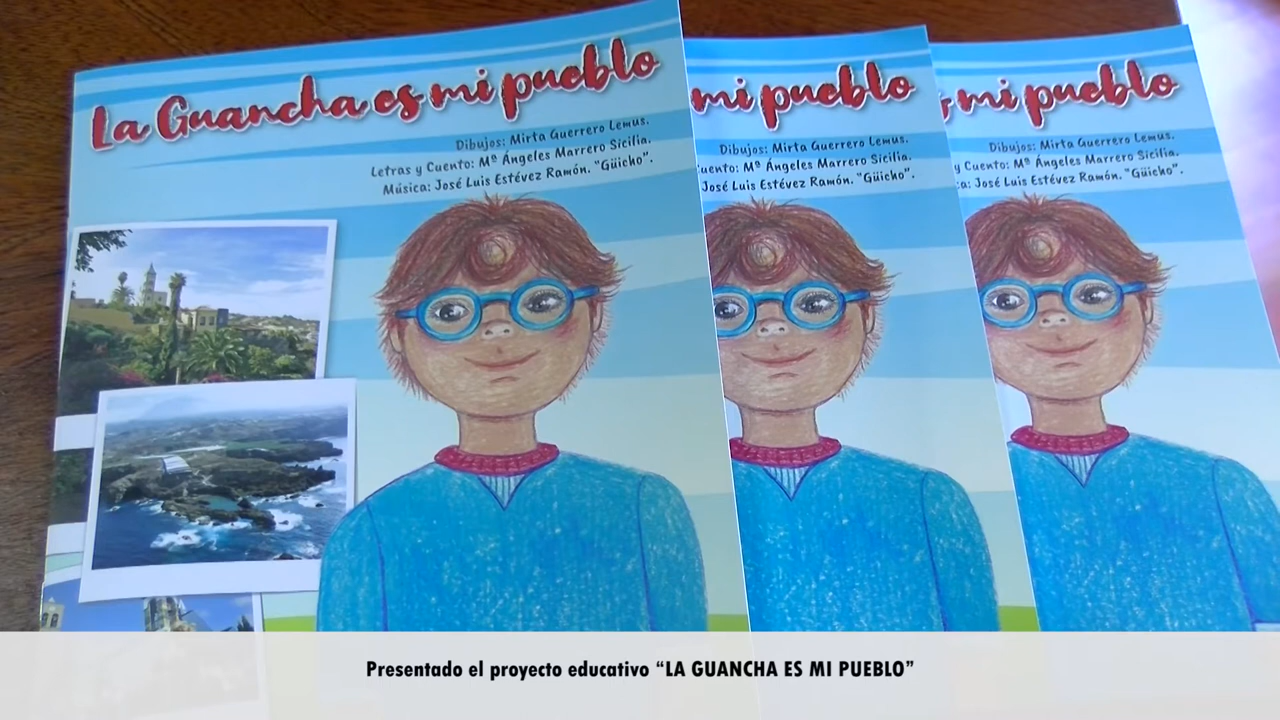 La Guancha es mi pueblo
Dibujos: Mirta Guerrero Lemus.
Letras y Cuento: Mª Ángeles Marrero Sicilia.
Música: José Luis Estévez Ramón. "Güicho".
mi pueblo
Dibujos: Mirta Guerrero Lemus.
Cuento: Mª Ángeles Marrero Sicilia.
José Luis Estévez Ramón. "Güicho".
mi pueblo
Dibujos: Mirta Guerrero Lemus.
y Cuento: Mª Ángeles Marrero Sicilia.
José Luis Estévez Ramón. "Güicho".
Presentado el proyecto educativo “LA GUANCHA ES MI PUEBLO”